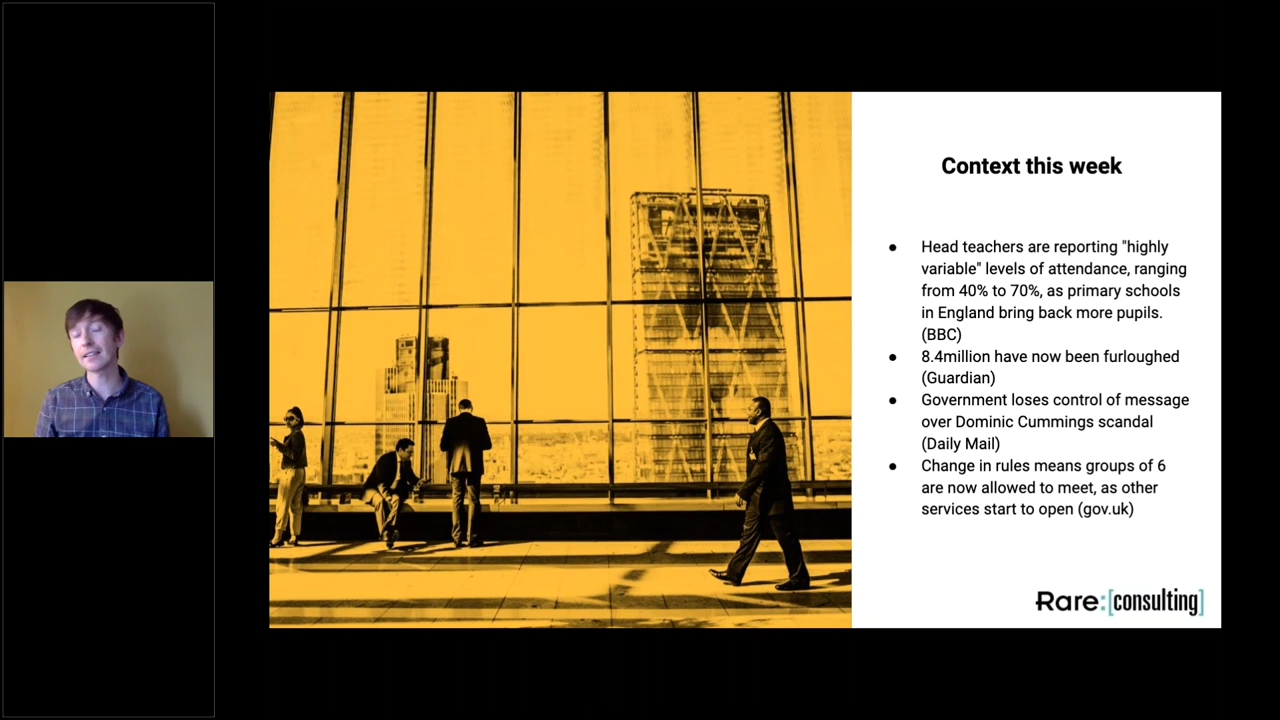 Context this week
● Head teachers are reporting "highly
variable" levels of attendance, ranging
from 40% to 70%, as primary schools
in England bring back more pupils.
(BBC)
● 8.4million have now been furloughed
(Guardian)
● Government loses control of message
over Dominic Cummings scandal
(Daily Mail)
● Change in rules means groups of 6
are now allowed to meet, as other
services start to open (gov.uk)
Rare:[consulting]